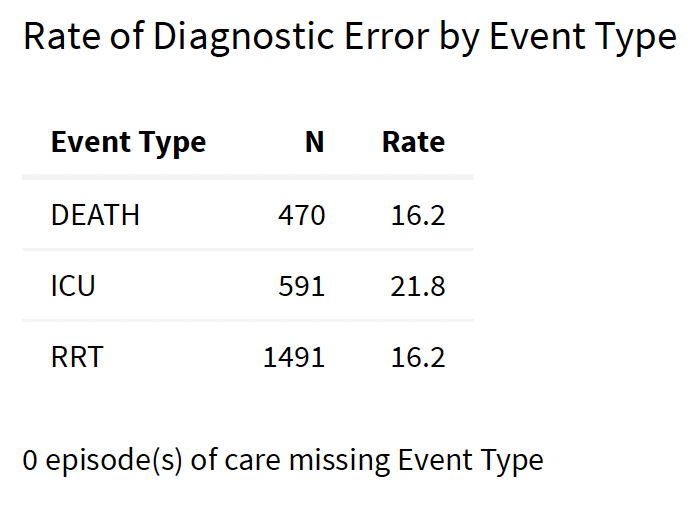 Rate of Diagnostic Error by Event Type
Event Type N Rate
DEATH 470 16.2
ICU 591 21.8
RRT 1491 16.2
0 episode(s) of care missing Event Type